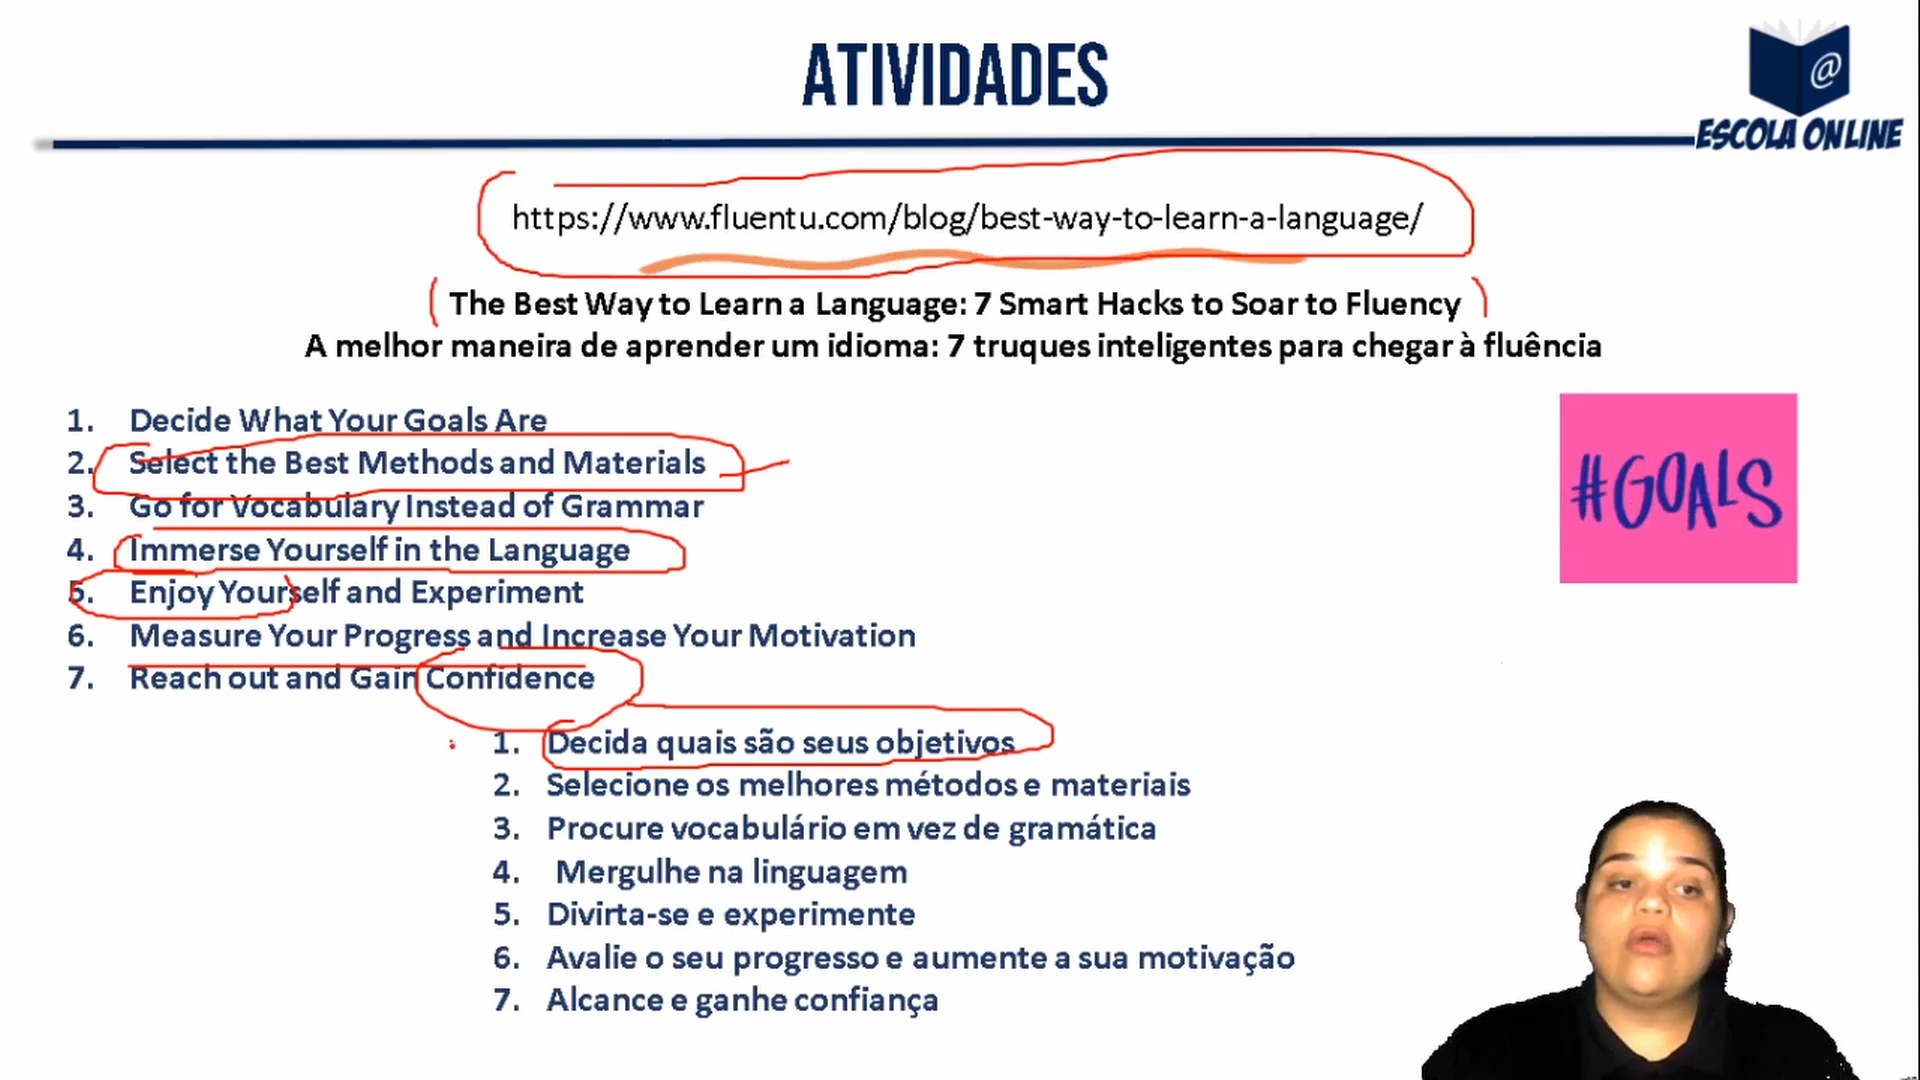 ATIVIDADES
@
ESCOLA ONLINE
https://www.fluentu.com/blog/best-way-to-learn-a-language/
The Best Way to Learn a Language: 7 Smart Hacks to Soar to Fluency
A melhor maneira de aprender um idioma: 7 truques inteligentes para chegar à fluência
1. Decide What Your Goals Are
2. Select the Best Methods and Materials
3. Go for Vocabulary Instead of Grammar
4. Immerse Yourself in the Language
5. Enjoy Yourself and Experiment
6. Measure Your Progress and Increase Your Motivation
7. Reach out and Gain Confidence
#GOALS
1. Decida quais são seus objetivos
2. Selecione os melhores métodos e materiais
3. Procure vocabulário em vez de gramática
4. Mergulhe na linguagem
5. Divirta-se e experimente
6. Avalie o seu progresso e aumente a sua motivação
7. Alcance e ganhe confiança